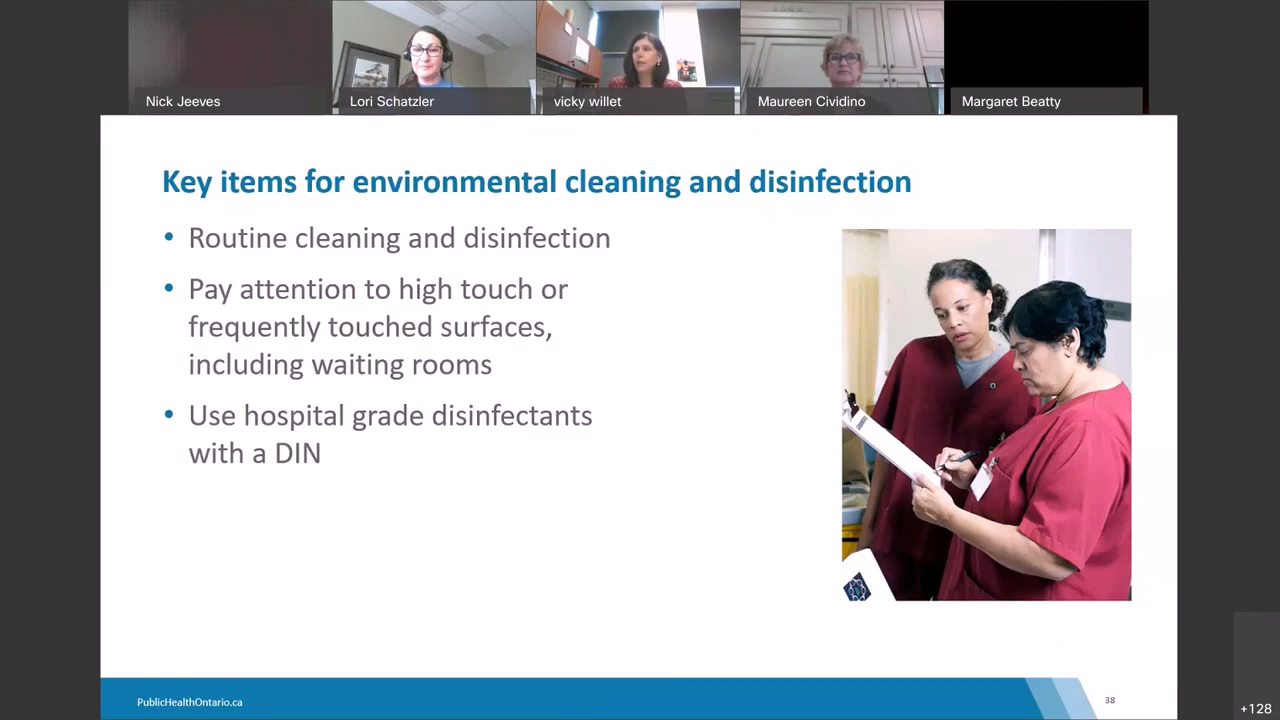 Nick Jeeves
Lori Schatzler
vicky willet
Maureen Cividino
Margaret Beatty
Key items for environmental cleaning and disinfection
• Routine cleaning and disinfection
• Pay attention to high touch or
frequently touched surfaces,
including waiting rooms
• Use hospital grade disinfectants
with a DIN
PublicHealthOntario.ca
38
+128